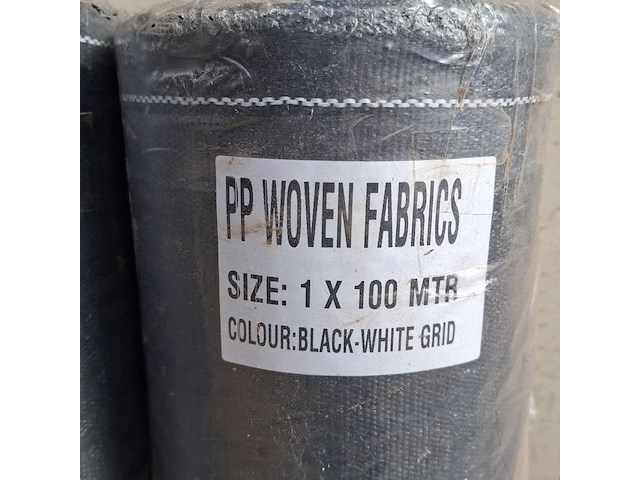 PP WOVEN FABRICS
SIZE: 1 X 100 MTR
COLOUR:BLACK-WHITE GRID